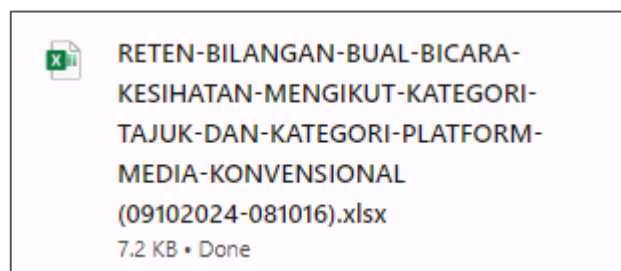 RETEN-BILANGAN-BUAL-BICARA-
KESIHATAN-MENGIKUT-KATEGORI-
TAJUK-DAN-KATEGORI-PLATFORM-
MEDIA-KONVENSIONAL
(09102024-081016).xlsx
7.2 KB • Done